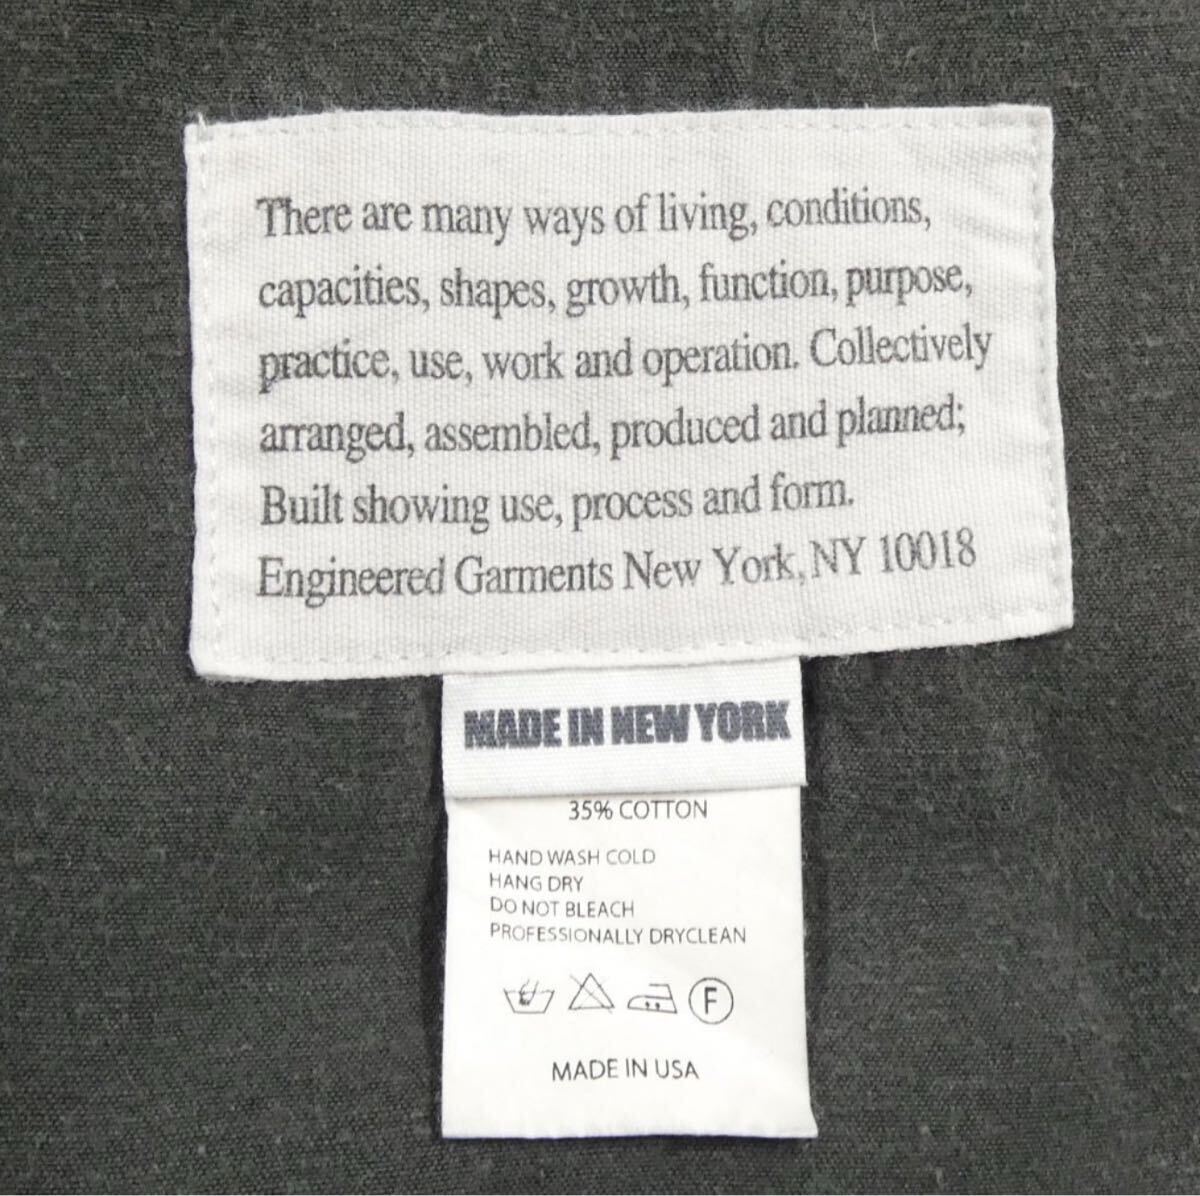 There are many ways of living, conditions,
capacities, shapes, growth, function, purpose,
practice, use, work and operation. Collectively
arranged, assembled, produced and planned;
Built showing use, process and form.
Engineered Garments New York, NY 10018
MADE IN NEW YORK
35% COTTON
HAND WASH COLD
HANG DRY
DO NOT BLEACH
PROFESSIONALLY DRYCLEAN
F
MADE IN USA